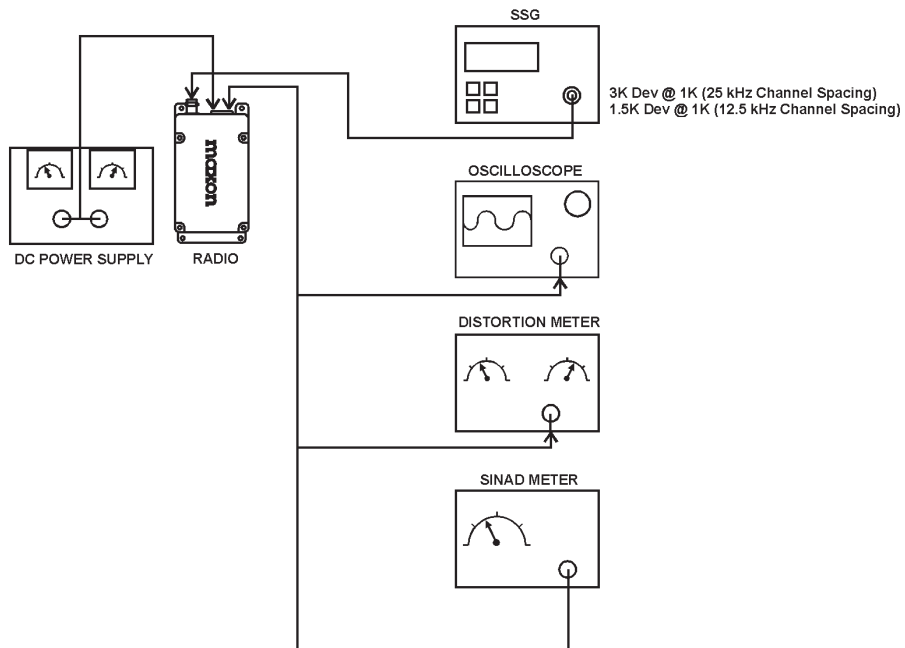 SSG
3K Dev @ 1K (25 kHz Channel Spacing)
1.5K Dev @ 1K (12.5 kHz Channel Spacing)
maxon
OSCILLOSCOPE
DC POWER SUPPLY
RADIO
DISTORTION METER
SINAD METER